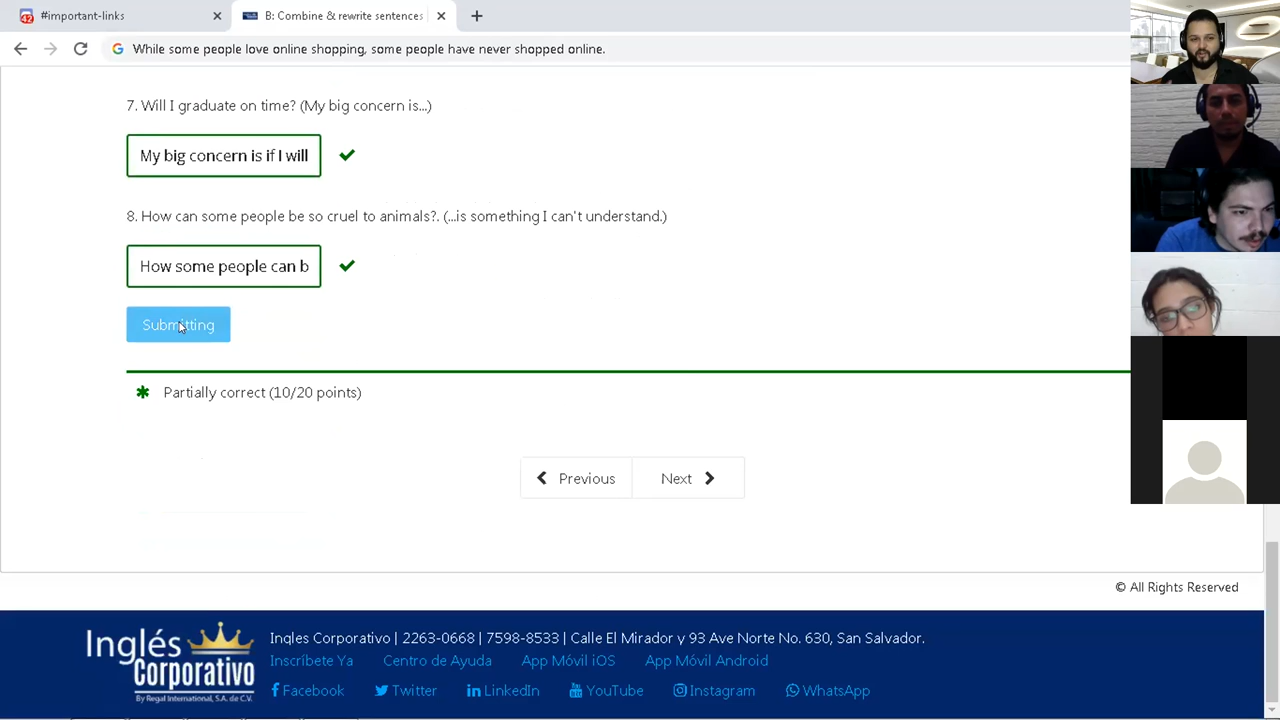 #important-links
B: Combine & rewrite sentences
While some people love online shopping, some people have never shopped online.
7. Will I graduate on time? (My big concern is...)
My big concern is if I will
8. How can some people be so cruel to animals?. (...is something I can't understand.)
How some people can b
Submitting
Partially correct (10/20 points)
Previous
Next
© All Rights Reserved
Inglés Corporativo
By Regal International, S.A. de C.V.
Ingles Corporativo | 2263-0668 | 7598-8533 | Calle El Mirador y 93 Ave Norte No. 630, San Salvador.
Inscríbete Ya Centro de Ayuda App Móvil iOS App Móvil Android
Facebook Twitter LinkedIn YouTube Instagram WhatsApp